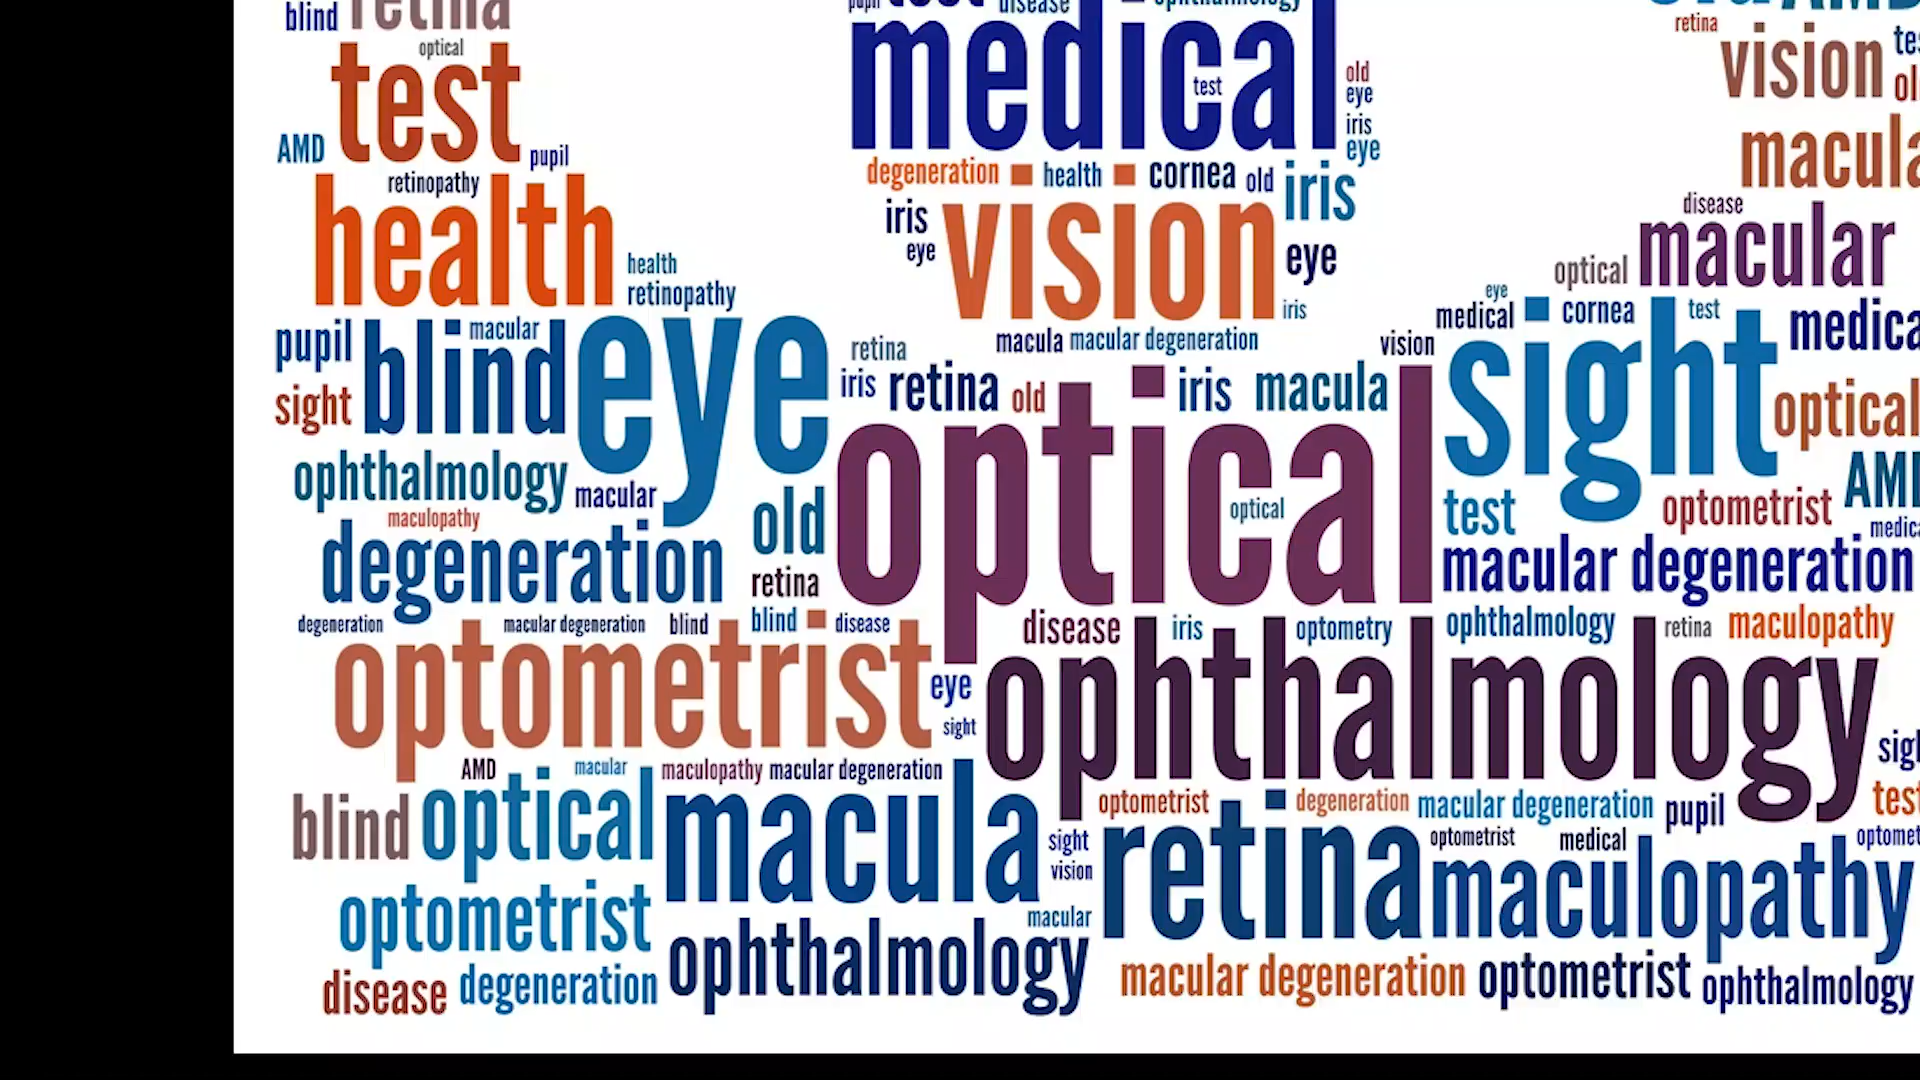 blind retina
optical
test
AMD
pupil
retinopathy
health
health
retinopathy
pupil
blind
macular
eye
sight
ophthalmology
macular
maculopathy
degeneration
old
retina
degeneration
macular degeneration
blind
blind
disease
optometrist
eye
sight
AMD
macular
maculopathy
macular degeneration
blind
optical
macula
optometrist
disease
degeneration
ophthalmology
pupil
test
disease
ophthalmology
medical
test
old
eye
iris
eye
degeneration
health
cornea
old
iris
iris
eye
vision
eye
iris
macula
macular degeneration
vision
retina
iris
retina
old
iris
macula
optical
optical
disease
iris
optometry
ophthalmology
optometrist
degeneration
macular degeneration
pupil
sight
vision
macular
retina
optometrist
medical
maculopathy
macular degeneration
optometrist
ophthalmology
retina
vision
macula
disease
macular
optical
eye
medical
cornea
test
sight
optical
test
optometrist
macular degeneration
ophthalmology
retina
maculopathy